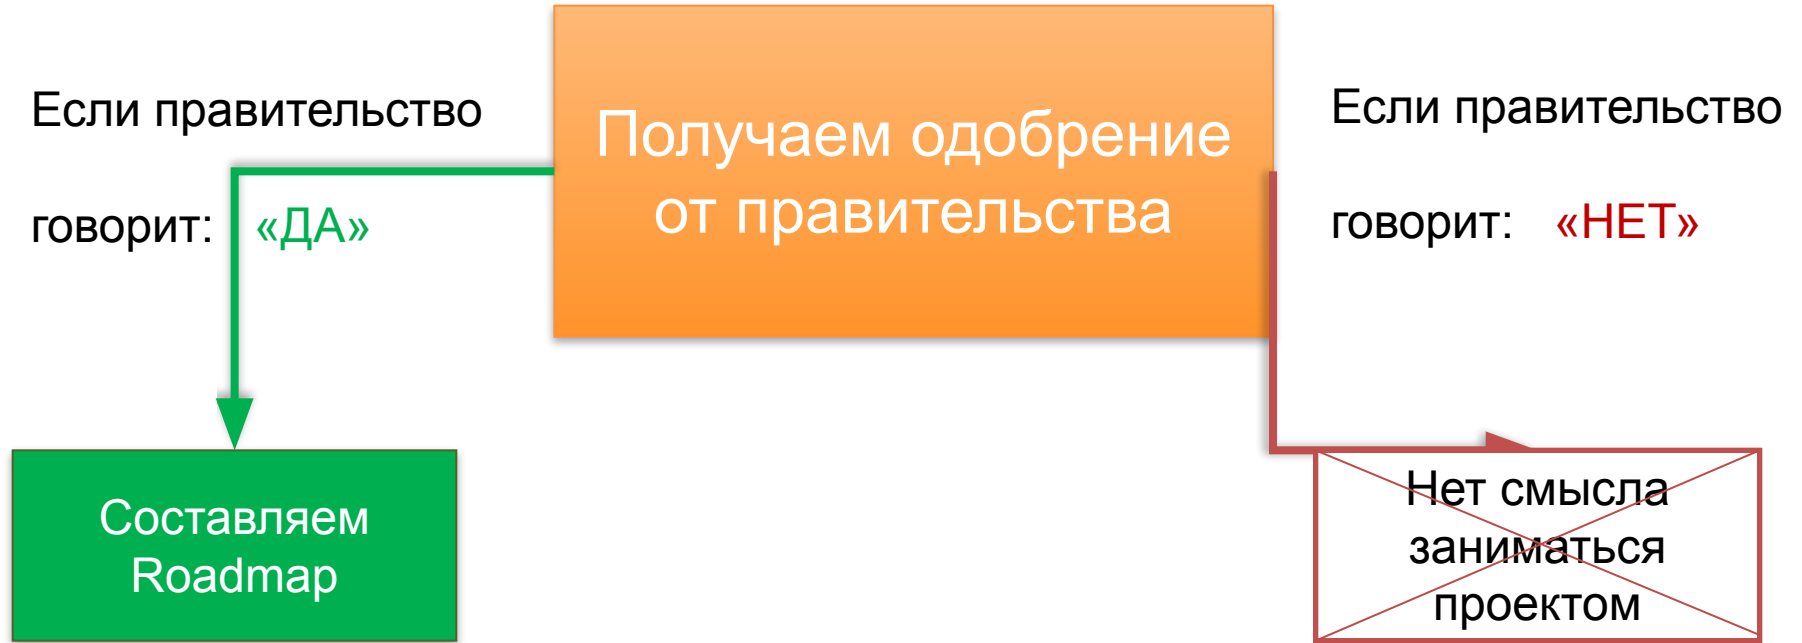 Если правительство
говорит: «ДА»
Получаем одобрение
от правительства
Если правительство
говорит: «НЕТ»
Составляем
Roadmap
Нет смысла
заниматься
проектом